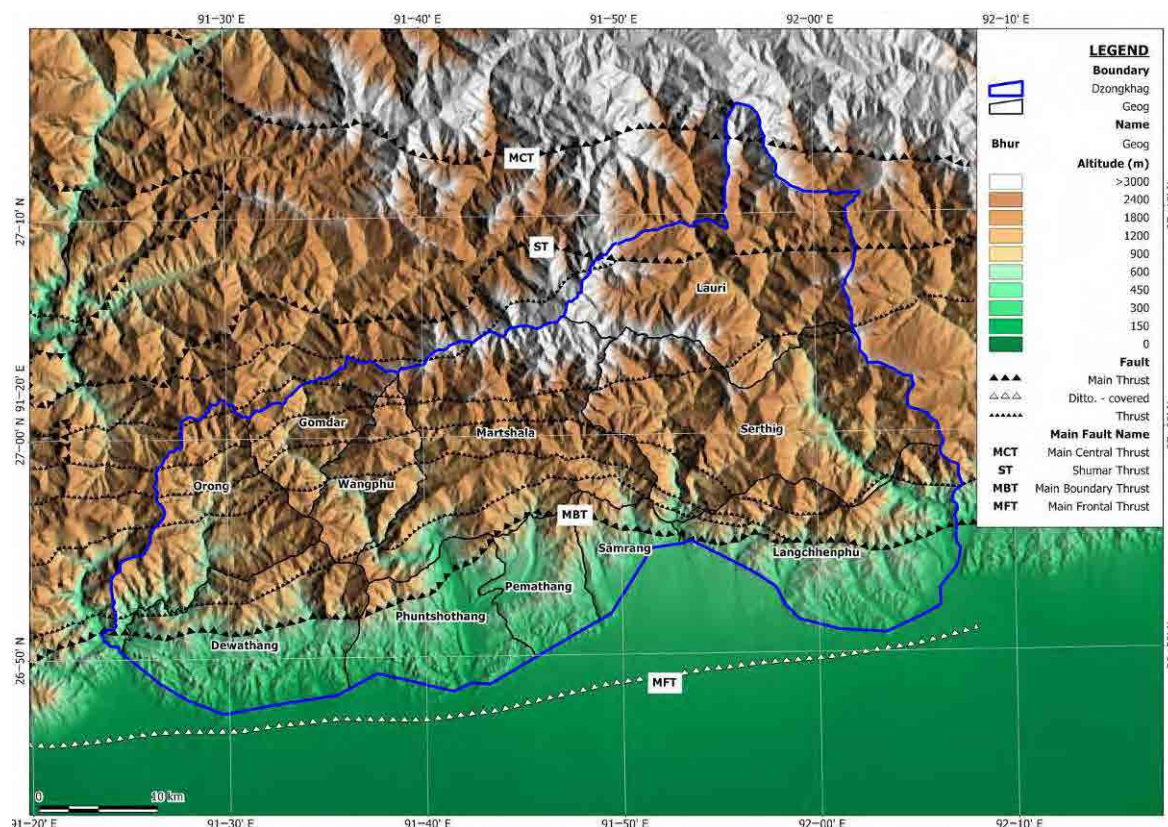 91-30' E
91-40' E
91-50' E
92-00' E
92-10' E
LEGEND
Boundary
Dzongkhag
Geog
Name
Bhur Geog
Altitude (m)
>3000
2400
1800
1200
900
600
450
300
150
0
Fault
Main Thrust
Ditto. - covered
Thrust
Main Fault Name
MCT Main Central Thrust
ST Shumar Thrust
MBT Main Boundary Thrust
MFT Main Frontal Thrust
MCT
27-10' N
ST
Lauri
91-20' E
Gomdar
Martshala
Serthig
27-00' N
Orong
Wangphu
MBT
Samrang
Langchhenphu
Pemathang
Phuntshothang
Dewathang
26-50' N
MFT
0 10 km
91-20' E
91-30' E
91-40' E
91-50' E
92-00' E
92-10' E